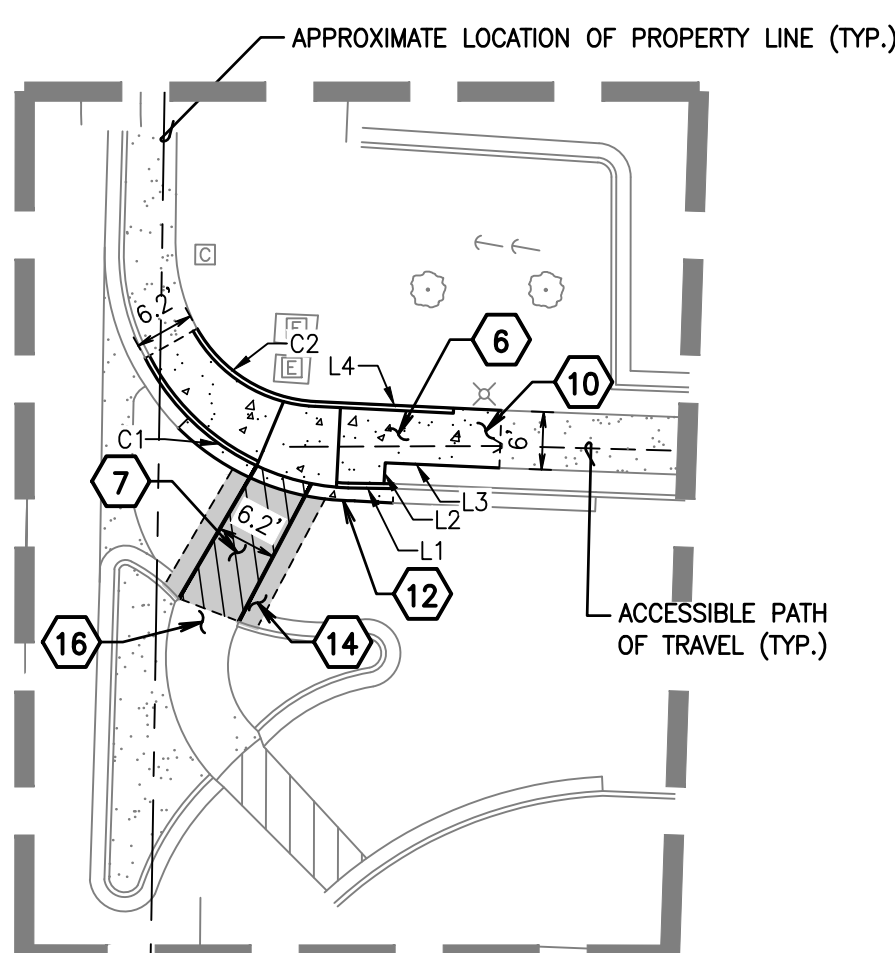 APPROXIMATE LOCATION OF PROPERTY LINE (TYP.)
C
6.2'
E
C2
6
E
L4
10
6'
C1
7
6.2'
L3
L2
L1
12
ACCESSIBLE PATH
OF TRAVEL (TYP.)
16
14